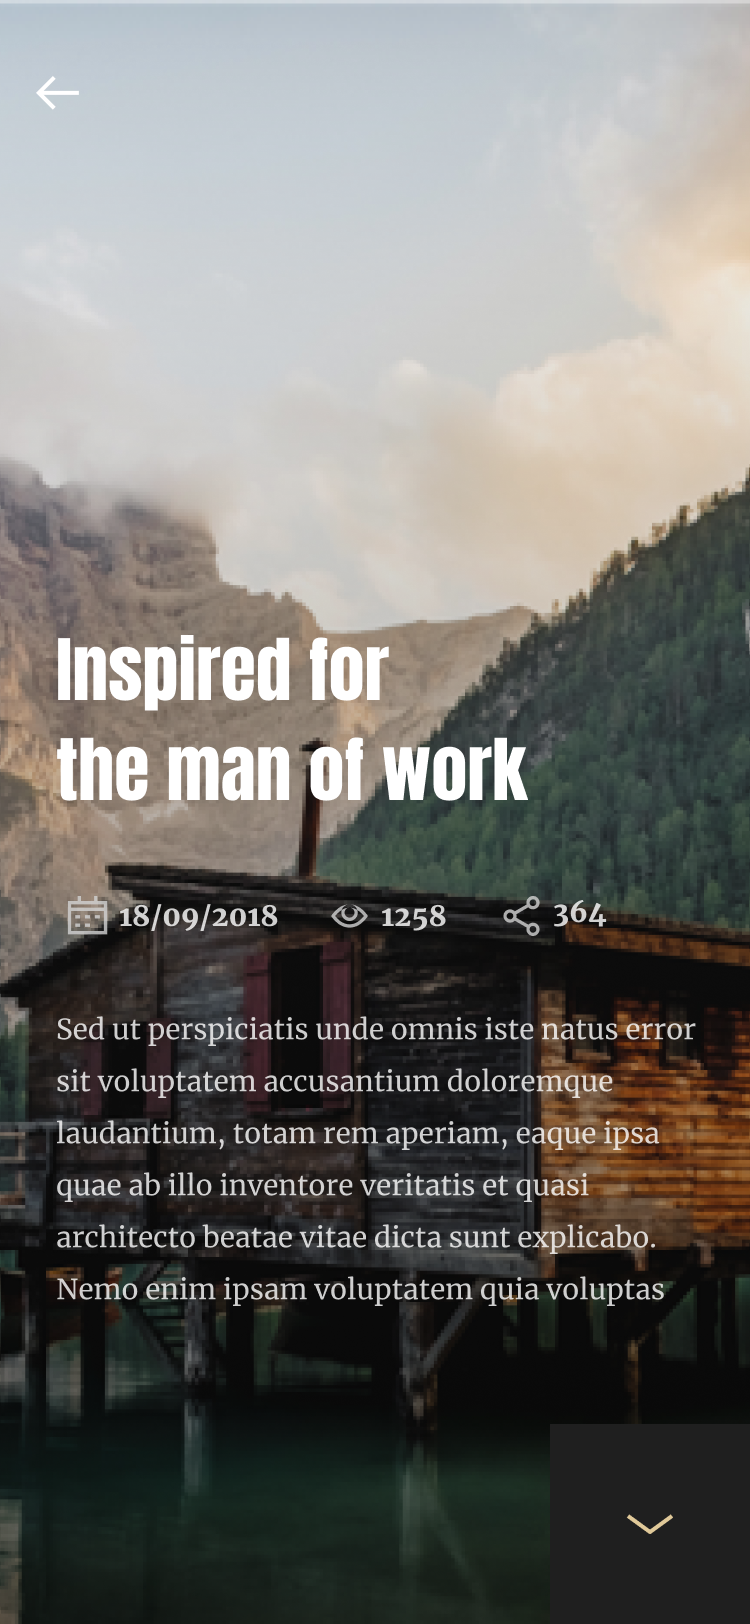 Inspired for
the man of work
18/09/2018 1258 364
Sed ut perspiciatis unde omnis iste natus error
sit voluptatem accusantium doloremque
laudantium, totam rem aperiam, eaque ipsa
quae ab illo inventore veritatis et quasi
architecto beatae vitae dicta sunt explicabo.
Nemo enim ipsam voluptatem quia voluptas